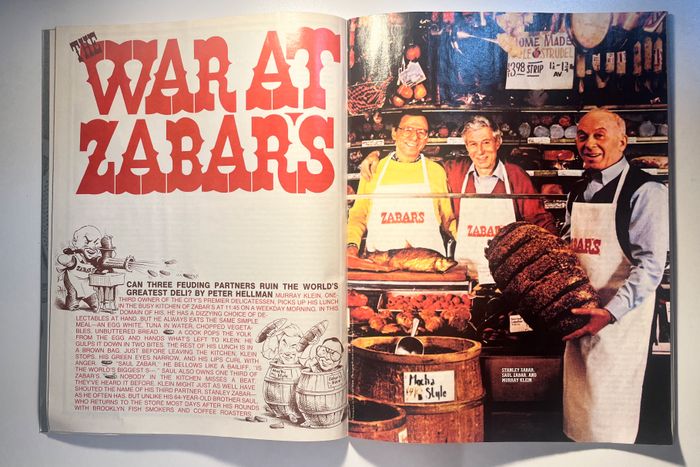 THE
WAR AT
ZABAR'S
CAN THREE FEUDING PARTNERS RUIN THE WORLD'S
GREATEST DELI? BY PETER HELLMAN MURRAY KLEIN, ONE-
THIRD OWNER OF THE CITY'S PREMIER DELICATESSEN, PICKS UP HIS LUNCH
IN THE BUSY KITCHEN OF ZABAR'S AT 11:45 ON A WEEKDAY MORNING. IN THIS
DOMAIN OF HIS, HE HAS A DIZZYING CHOICE OF DE-
LECTABLES AT HAND, BUT HE ALWAYS EATS THE SAME SIMPLE
MEAL—AN EGG WHITE, TUNA IN WATER, CHOPPED VEGETA-
BLES, UNBUTTERED BREAD. A COOK POPS THE YOLK
FROM THE EGG AND HANDS WHAT'S LEFT TO KLEIN. HE
GULPS IT DOWN IN TWO BITES. THE REST OF HIS LUNCH IS IN
A BROWN BAG. JUST BEFORE LEAVING THE KITCHEN, KLEIN
STOPS, HIS GREEN EYES NARROW, AND HIS LIPS CURL WITH
ANGER. "SAUL ZABAR," HE BELLOWS LIKE A BAILIFF, "IS
THE WORLD'S BIGGEST S—." SAUL ALSO OWNS ONE THIRD OF
ZABAR'S. NOBODY IN THE KITCHEN MISSES A BEAT.
THEY'VE HEARD IT BEFORE. KLEIN MIGHT JUST AS WELL HAVE
SHOUTED THE NAME OF HIS THIRD PARTNER, STANLEY ZABAR—
AS HE OFTEN HAS. BUT UNLIKE HIS 64-YEAR-OLD BROTHER SAUL,
WHO RETURNS TO THE STORE MOST DAYS AFTER HIS ROUNDS
WITH BROOKLYN FISH SMOKERS AND COFFEE ROASTERS,
ZABAR'S
HOME MADE
STRUDEL
$3.98 STRIP
ZABAR'S
ZABAR'S
ZABAR'S
Mocha
Style
STANLEY ZABAR,
SAUL ZABAR, AND
MURRAY KLEIN